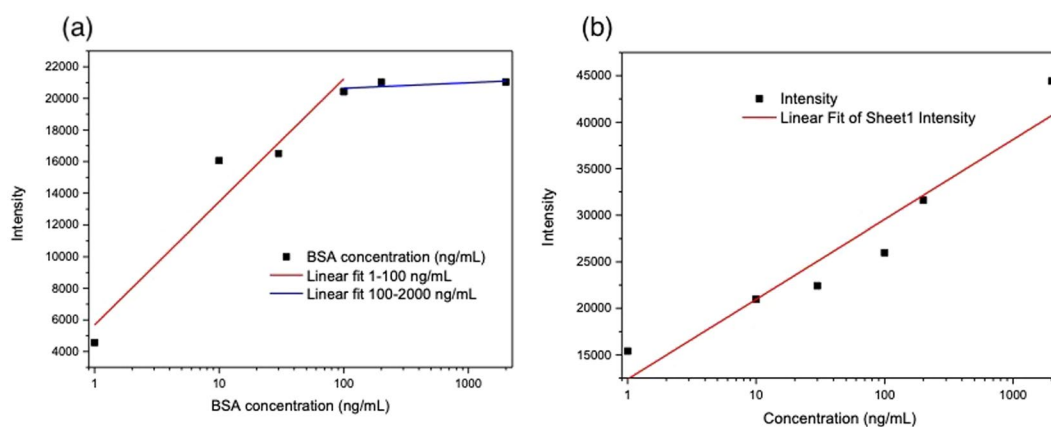 (a)
22000
20000
18000
16000
14000
12000
10000
8000
6000
4000
Intensity
BSA concentration (ng/mL)
Linear fit 1-100 ng/mL
Linear fit 100-2000 ng/mL
1 10 100 1000
BSA concentration (ng/mL)
(b)
45000
40000
35000
30000
25000
20000
15000
Intensity
Intensity
Linear Fit of Sheet1 Intensity
1 10 100 1000
Concentration (ng/mL)